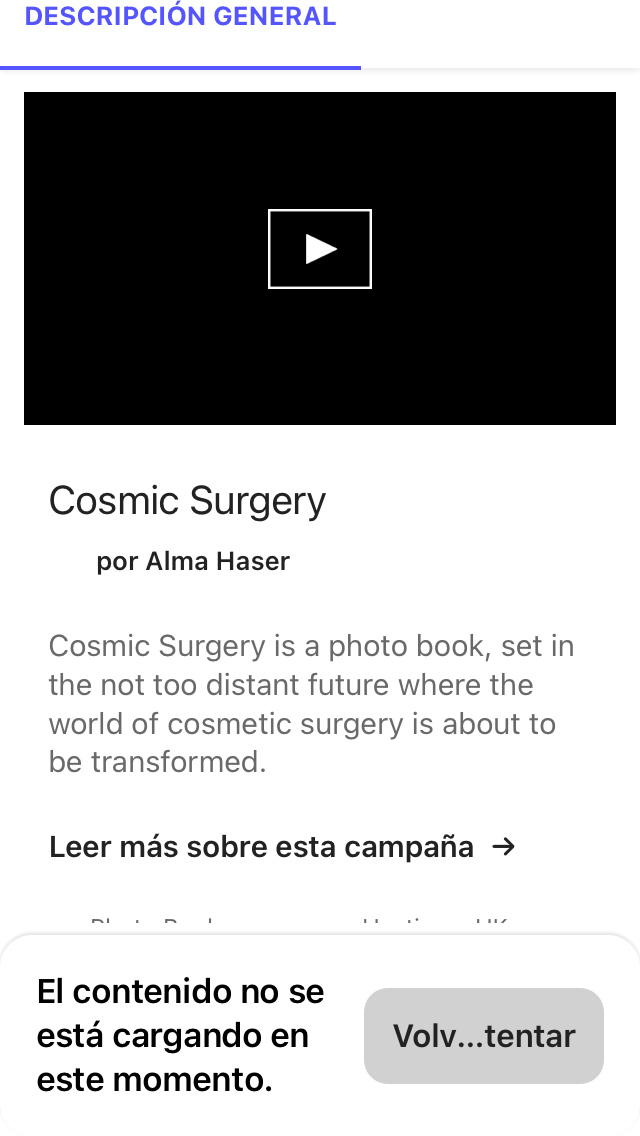 DESCRIPCIÓN GENERAL
Cosmic Surgery
por Alma Haser
Cosmic Surgery is a photo book, set in
the not too distant future where the
world of cosmetic surgery is about to
be transformed.
Leer más sobre esta campaña →
El contenido no se
está cargando en
este momento.
Volv...tentar